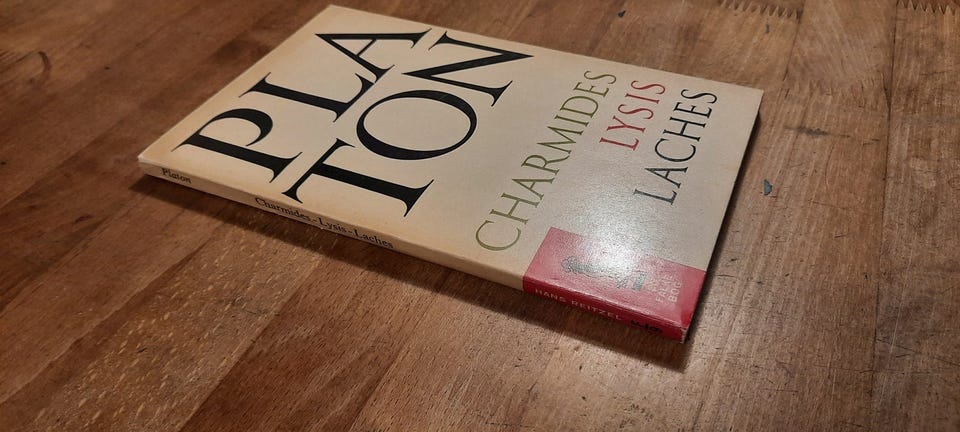 PLA
TON
CHARMIDES
LYSIS
LACHES
Platon
Charmides - Lysis - Laches
HANS REITZEL